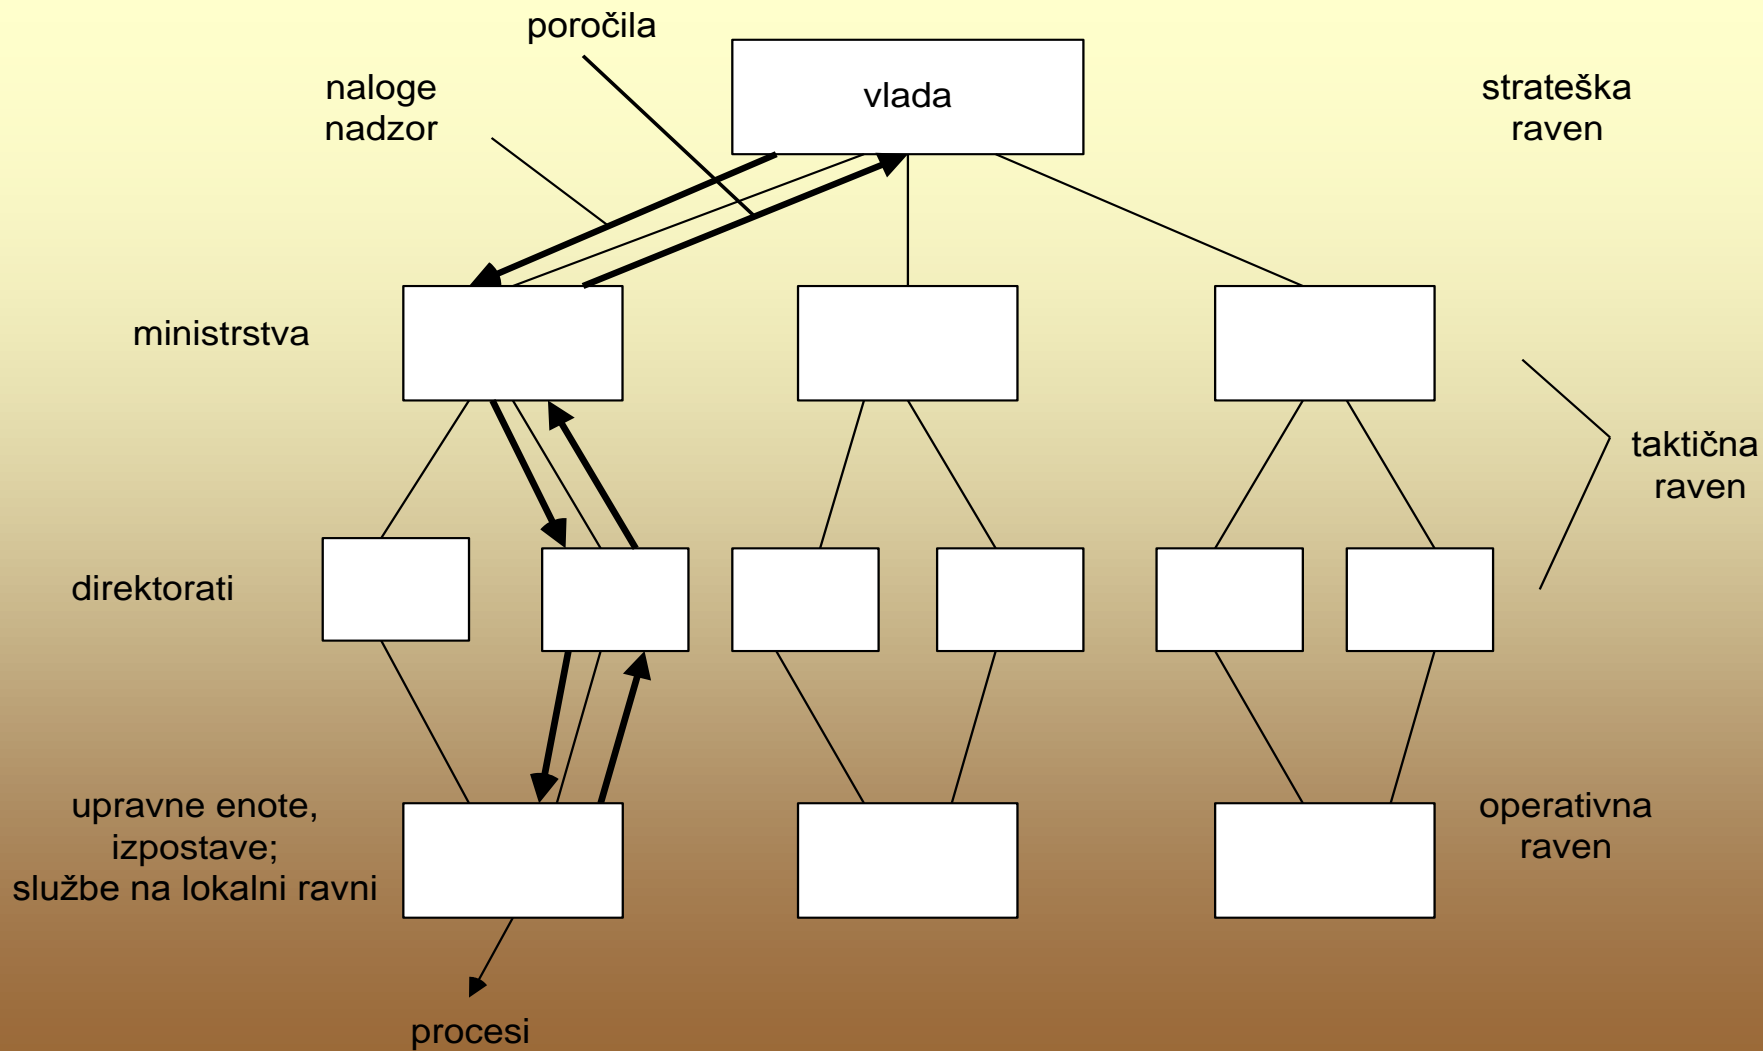 poročila
naloge
nadzor
vlada
strateška
raven
ministrstva
taktična
raven
direktorati
upravne enote,
izpostave;
službe na lokalni ravni
operativna
raven
procesi